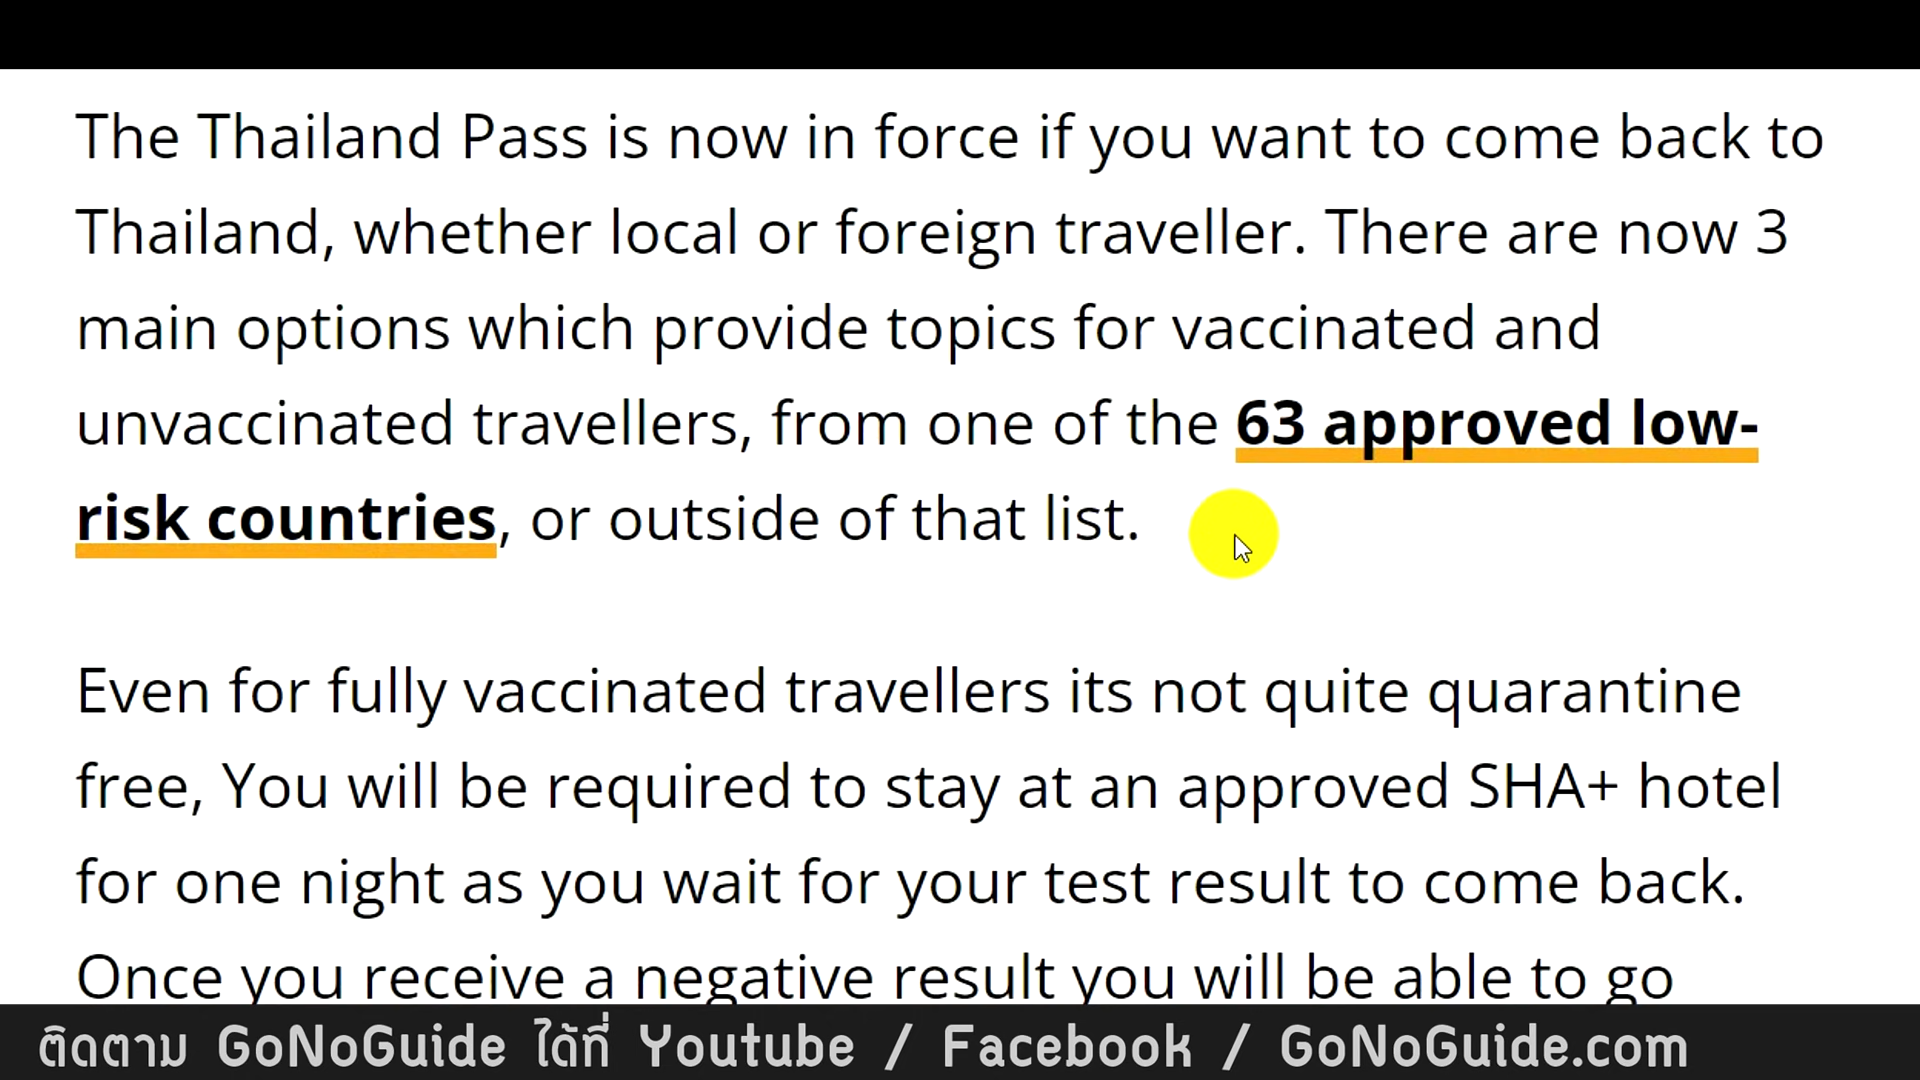 The Thailand Pass is now in force if you want to come back to
Thailand, whether local or foreign traveller. There are now 3
main options which provide topics for vaccinated and
unvaccinated travellers, from one of the 63 approved low-
risk countries, or outside of that list.
Even for fully vaccinated travellers its not quite quarantine
free, You will be required to stay at an approved SHA+ hotel
for one night as you wait for your test result to come back.
Once you receive a negative result you will be able to go
ติดตาม GoNoGuide ได้ที่ Youtube / Facebook / GoNoGuide.com